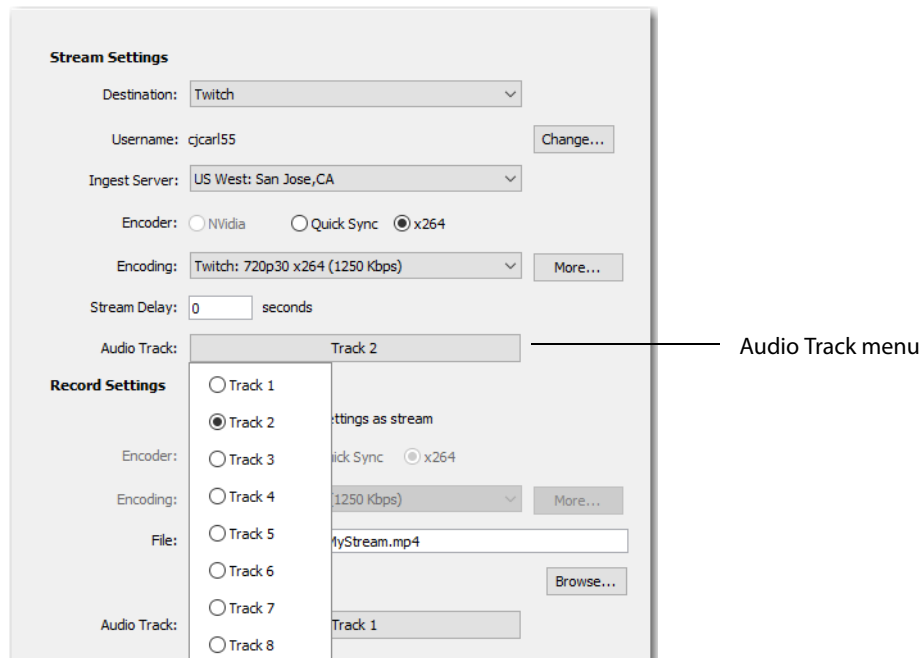 Stream Settings
Destination: Twitch
Username: cjcarl55 Change...
Ingest Server: US West: San Jose,CA
Encoder: NVidia Quick Sync x264
Encoding: Twitch: 720p30 x264 (1250 Kbps) More...
Stream Delay: 0 seconds
Audio Track: Track 2 Audio Track menu
Record Settings Track 1
Track 2 ttings as stream
Encoder: Track 3 ick Sync x264
Encoding: Track 4 (1250 Kbps) More...
File: Track 5 MyStream.mp4
Track 6 Browse...
Track 7
Audio Track: Track 1
Track 8